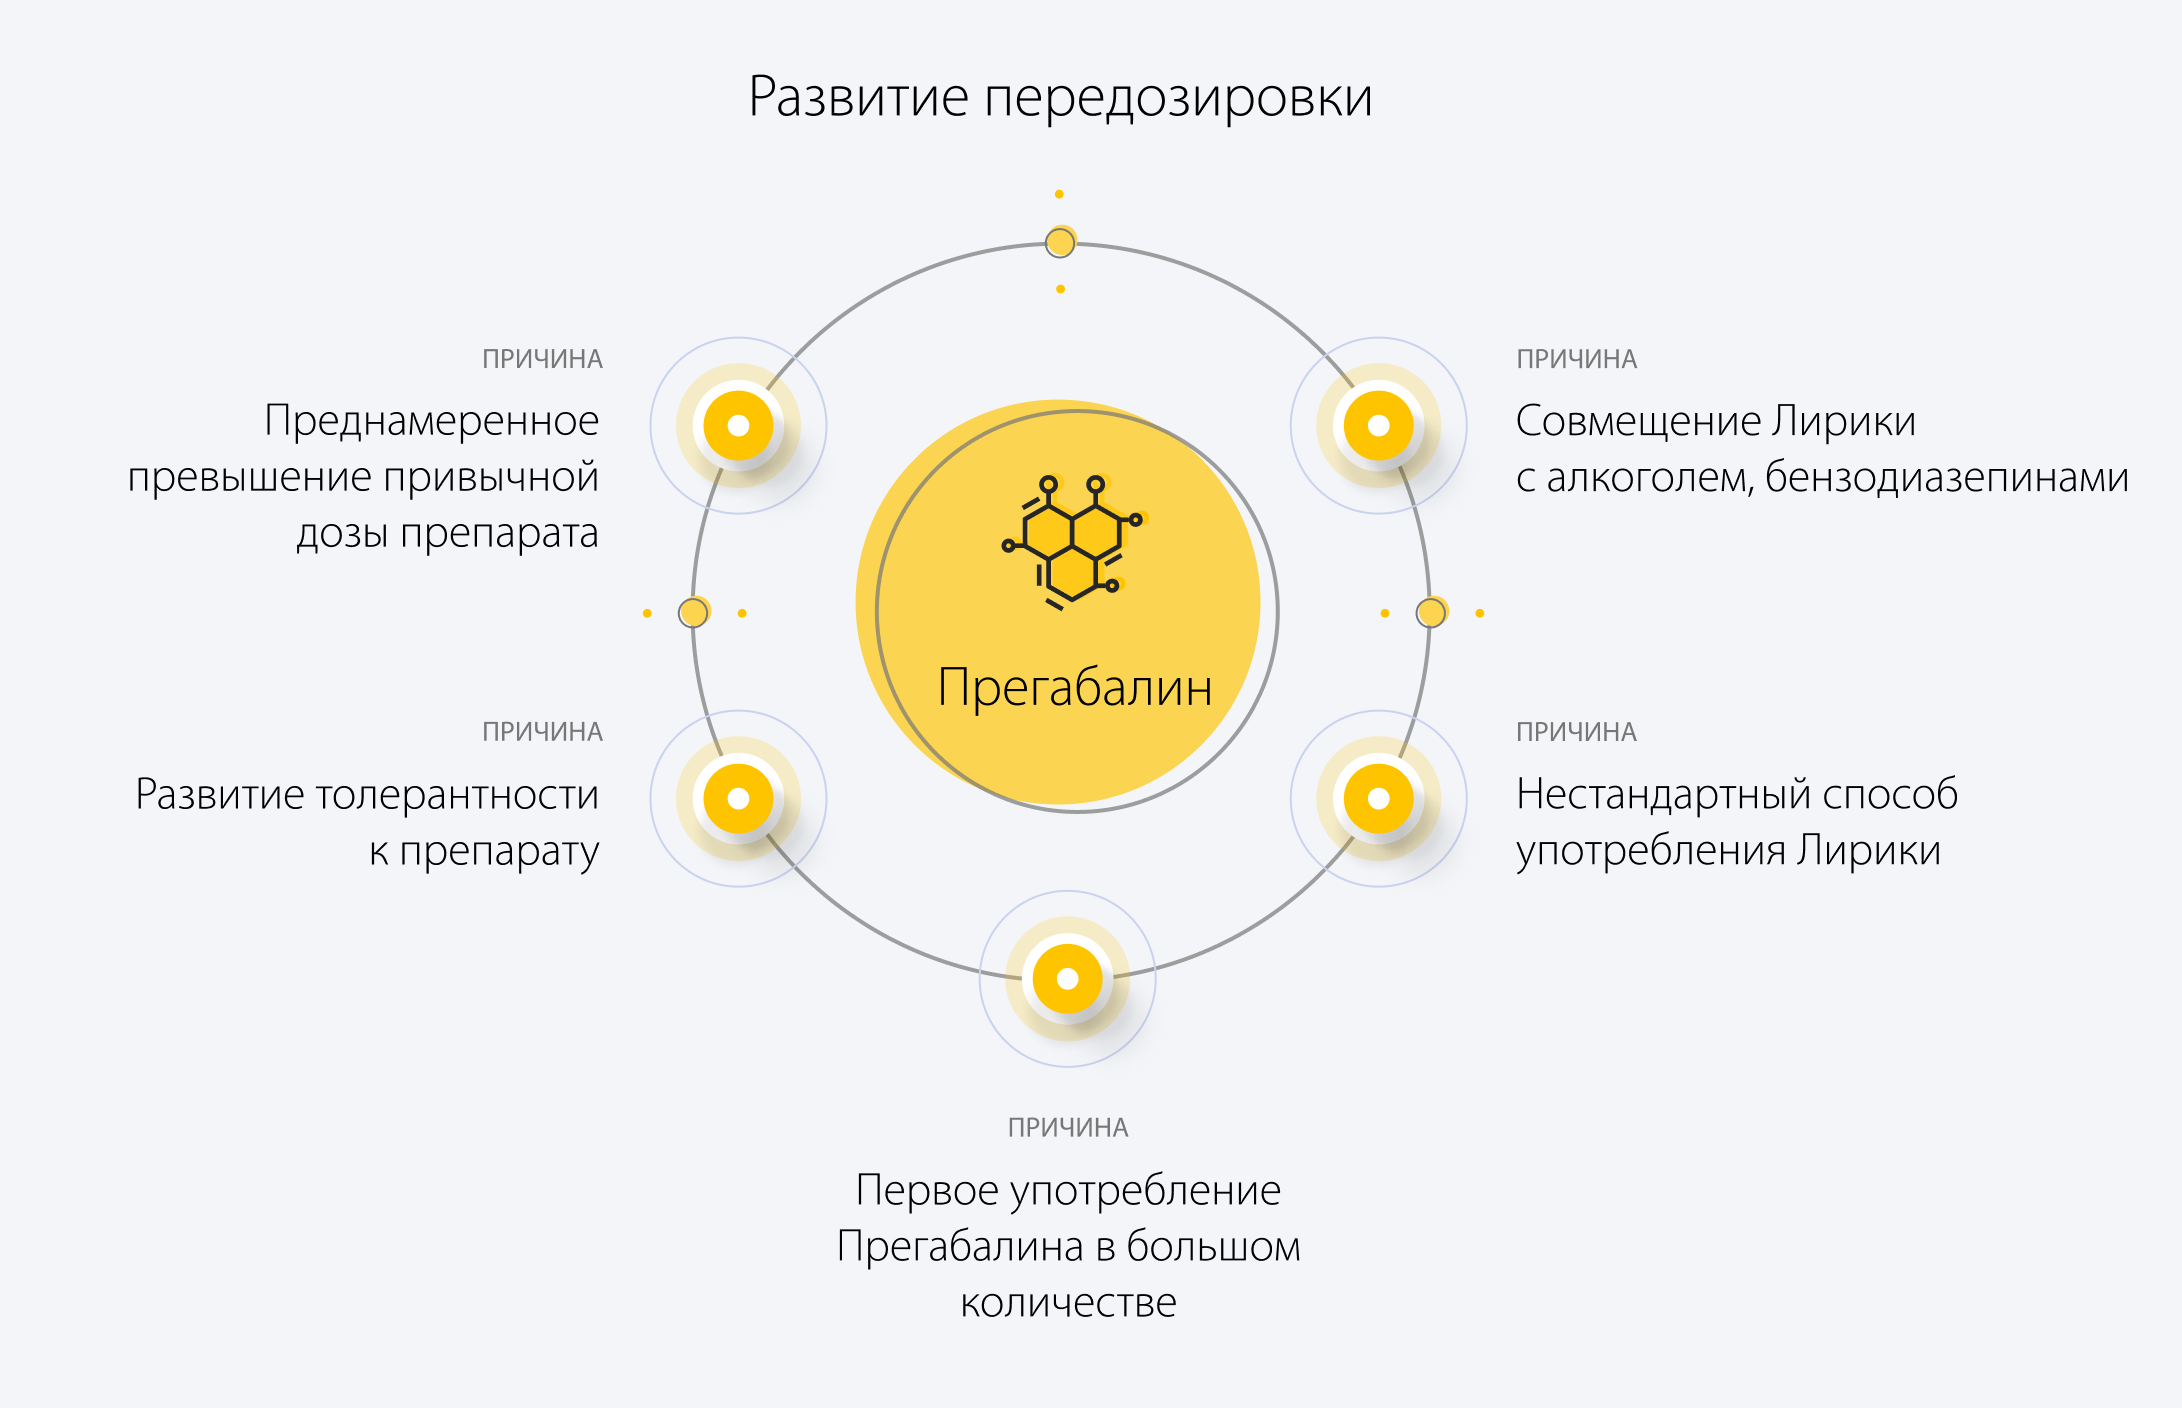 Развитие передозировки
ПРИЧИНА
Преднамеренное
превышение привычной
дозы препарата
ПРИЧИНА
Совмещение Лирики
с алкоголем, бензодиазепинами
Прегабалин
ПРИЧИНА
Развитие толерантности
к препарату
ПРИЧИНА
Нестандартный способ
употребления Лирики
ПРИЧИНА
Первое употребление
Прегабалина в большом
количестве